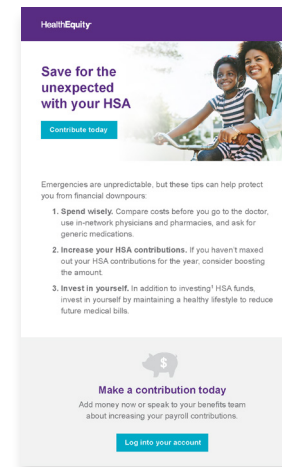 HealthEquity
Save for the
unexpected
with your HSA
Contribute today
Emergencies are unpredictable, but these tips can help protect
you from financial downpours:
1. Spend wisely. Compare costs before you go to the doctor,
use in-network physicians and pharmacies, and ask for
generic medications.
2. Increase your HSA contributions. If you haven't maxed
out your HSA contributions for the year, consider boosting
the amount.
3. Invest in yourself. In addition to investing¹ HSA funds,
invest in yourself by maintaining a healthy lifestyle to reduce
future medical bills.
$
Make a contribution today
Add money now or speak to your benefits team
about increasing your payroll contributions.
Log into your account